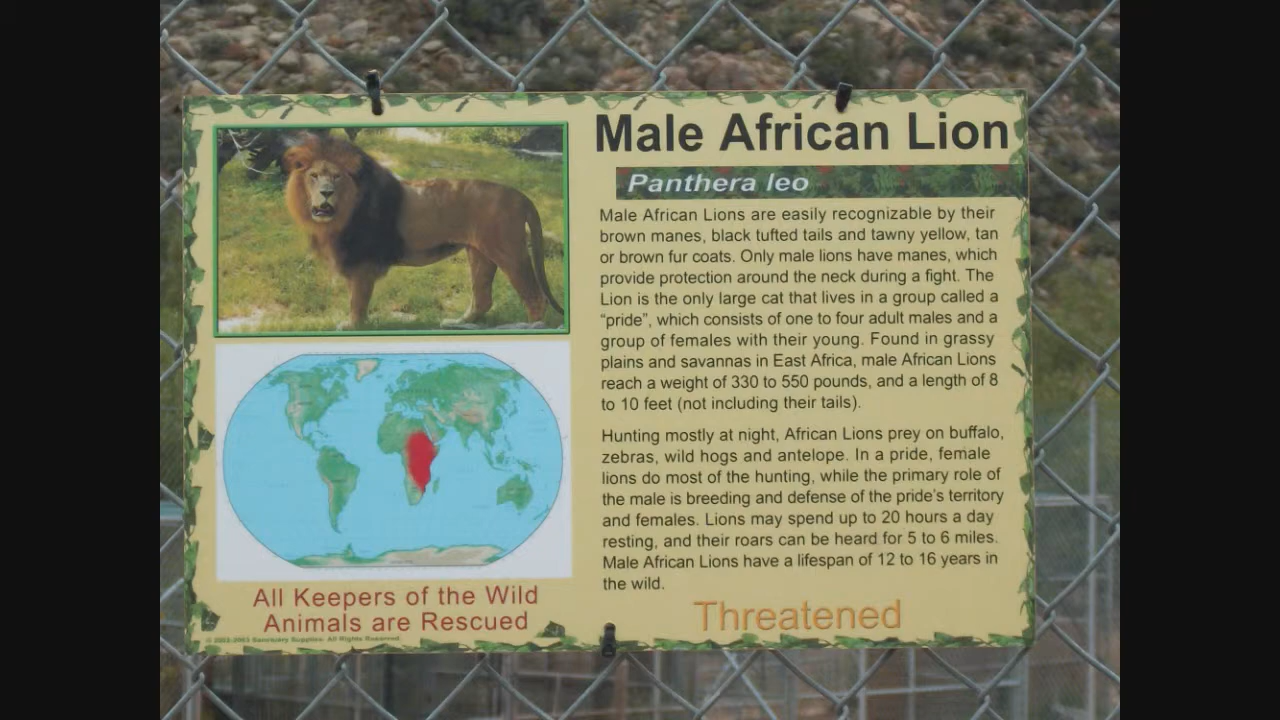 Male African Lion
Panthera leo
Male African Lions are easily recognizable by their
brown manes, black tufted tails and tawny yellow, tan
or brown fur coats. Only male lions have manes, which
provide protection around the neck during a fight. The
Lion is the only large cat that lives in a group called a
“pride”, which consists of one to four adult males and a
group of females with their young. Found in grassy
plains and savannas in East Africa, male African Lions
reach a weight of 330 to 550 pounds, and a length of 8
to 10 feet (not including their tails).
Hunting mostly at night, African Lions prey on buffalo,
zebras, wild hogs and antelope. In a pride, female
lions do most of the hunting, while the primary role of
the male is breeding and defense of the pride's territory
and females. Lions may spend up to 20 hours a day
resting, and their roars can be heard for 5 to 6 miles.
Male African Lions have a lifespan of 12 to 16 years in
the wild.
Threatened
All Keepers of the Wild
Animals are Rescued
Sanctuary Supplies. All Rights Reserved.